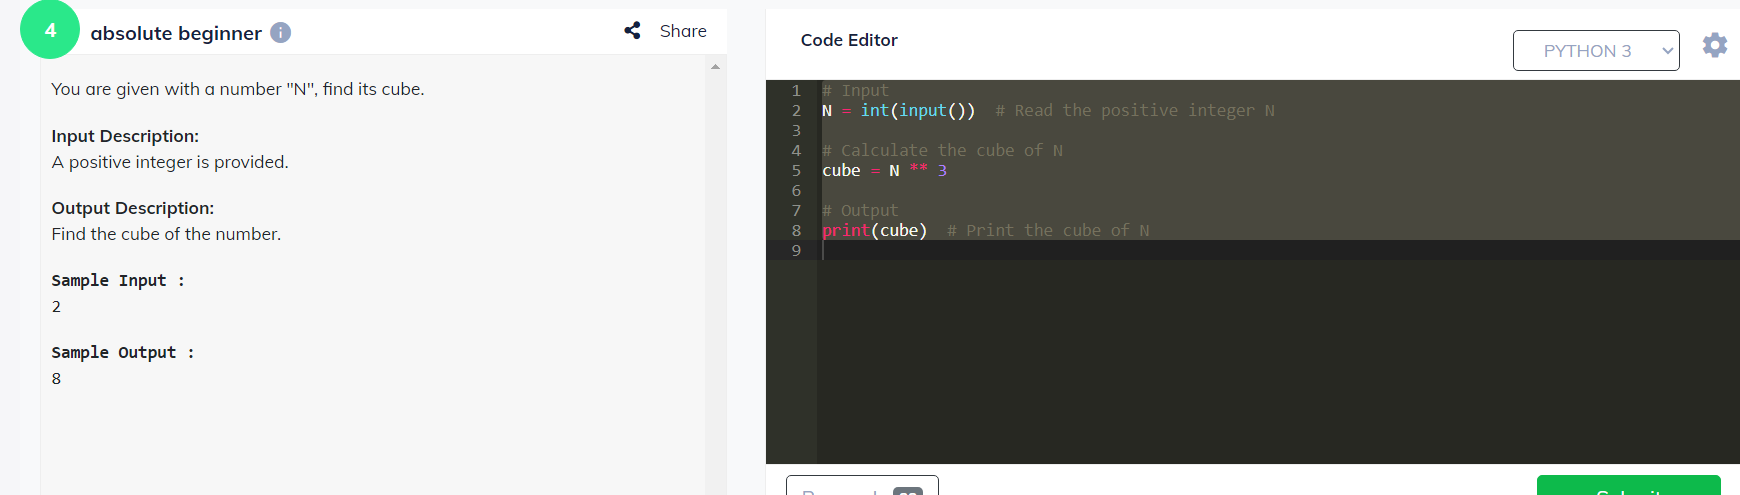 4
absolute beginner
Share
You are given with a number "N", find its cube.
Input Description:
A positive integer is provided.
Output Description:
Find the cube of the number.
Sample Input :
2
Sample Output :
8
Code Editor
PYTHON 3
1 # Input
2 N = int(input())  # Read the positive integer N
3
4 # Calculate the cube of N
5 cube = N ** 3
6
7 # Output
8 print(cube)  # Print the cube of N
9
Submit